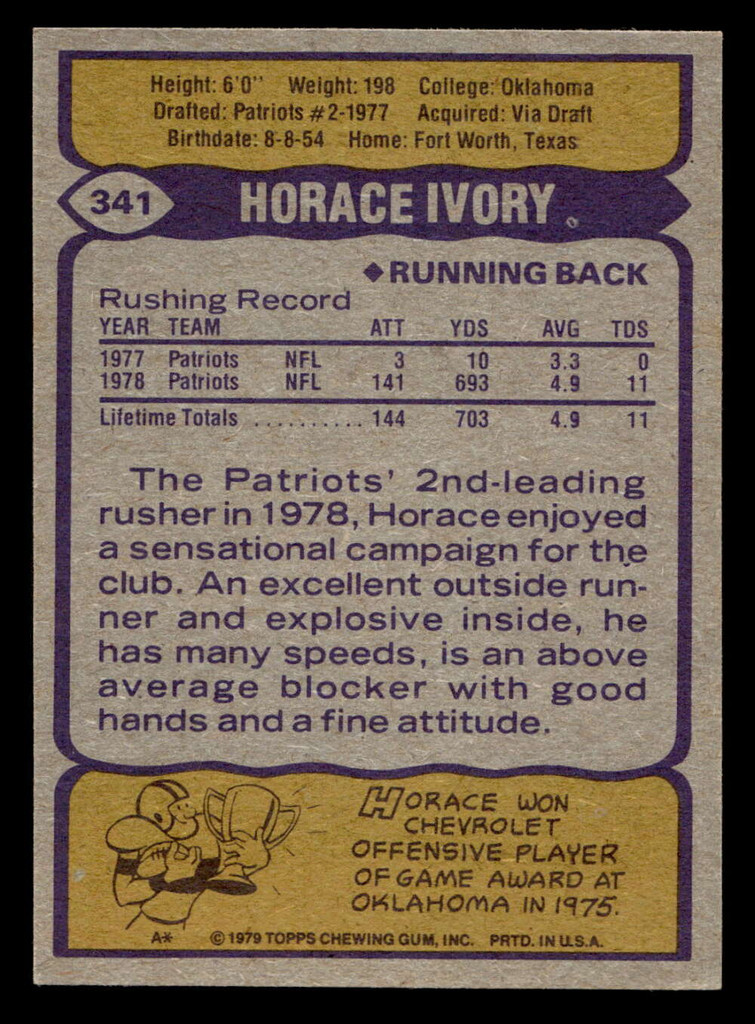 Height: 6'0" Weight: 198 College: Oklahoma
Drafted: Patriots #2-1977 Acquired: Via Draft
Birthdate: 8-8-54 Home: Fort Worth, Texas
341 HORACE IVORY
◆RUNNING BACK
Rushing Record
YEAR TEAM ATT YDS AVG TDS
1977 Patriots NFL 3 10 3.3 0
1978 Patriots NFL 141 693 4.9 11
Lifetime Totals .......... 144 703 4.9 11
The Patriots' 2nd-leading
rusher in 1978, Horace enjoyed
a sensational campaign for the
club. An excellent outside run-
ner and explosive inside, he
has many speeds, is an above
average blocker with good
hands and a fine attitude.
HORACE WON
CHEVROLET
OFFENSIVE PLAYER
OF GAME AWARD AT
OKLAHOMA IN 1975.
A* © 1979 TOPPS CHEWING GUM, INC. PRTD. IN U.S.A.